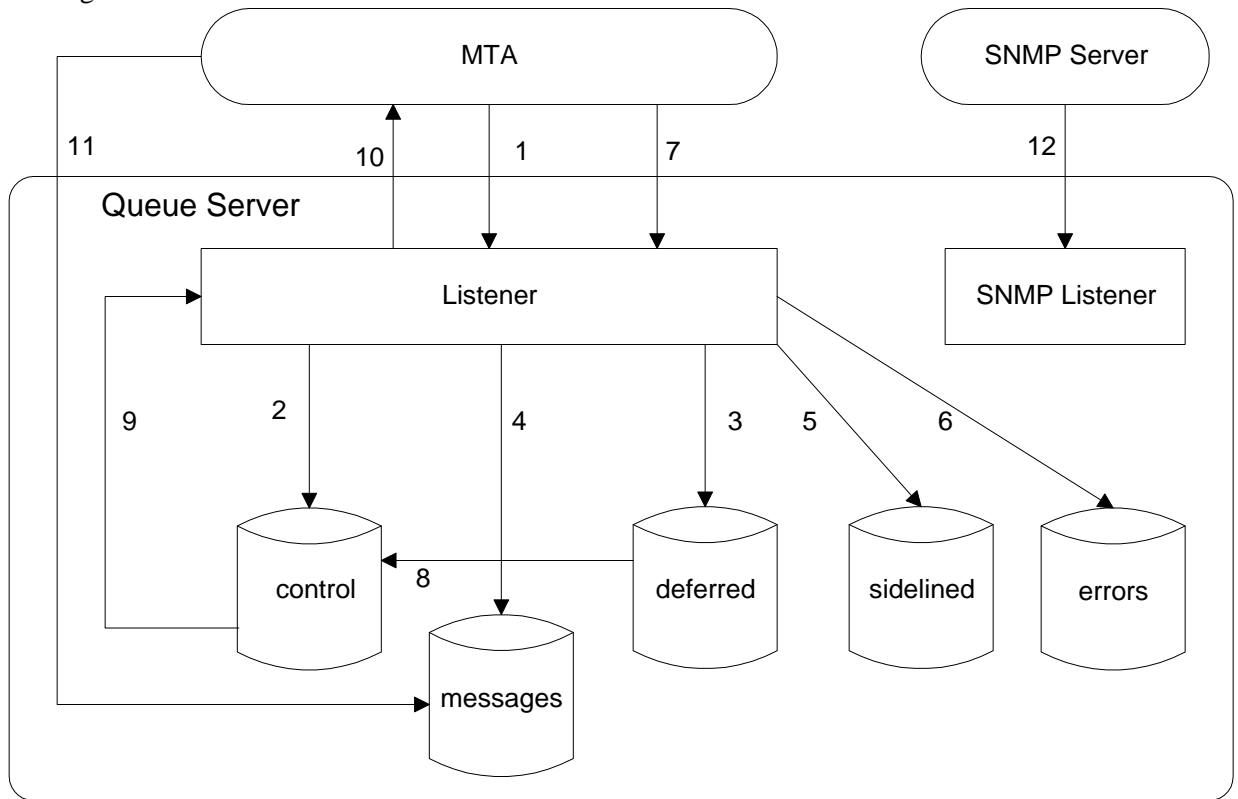 MTA
SNMP Server
11
10
1
7
12
Queue Server
Listener
SNMP Listener
9
2
4
3
5
6
control
8
deferred
sidelined
errors
messages